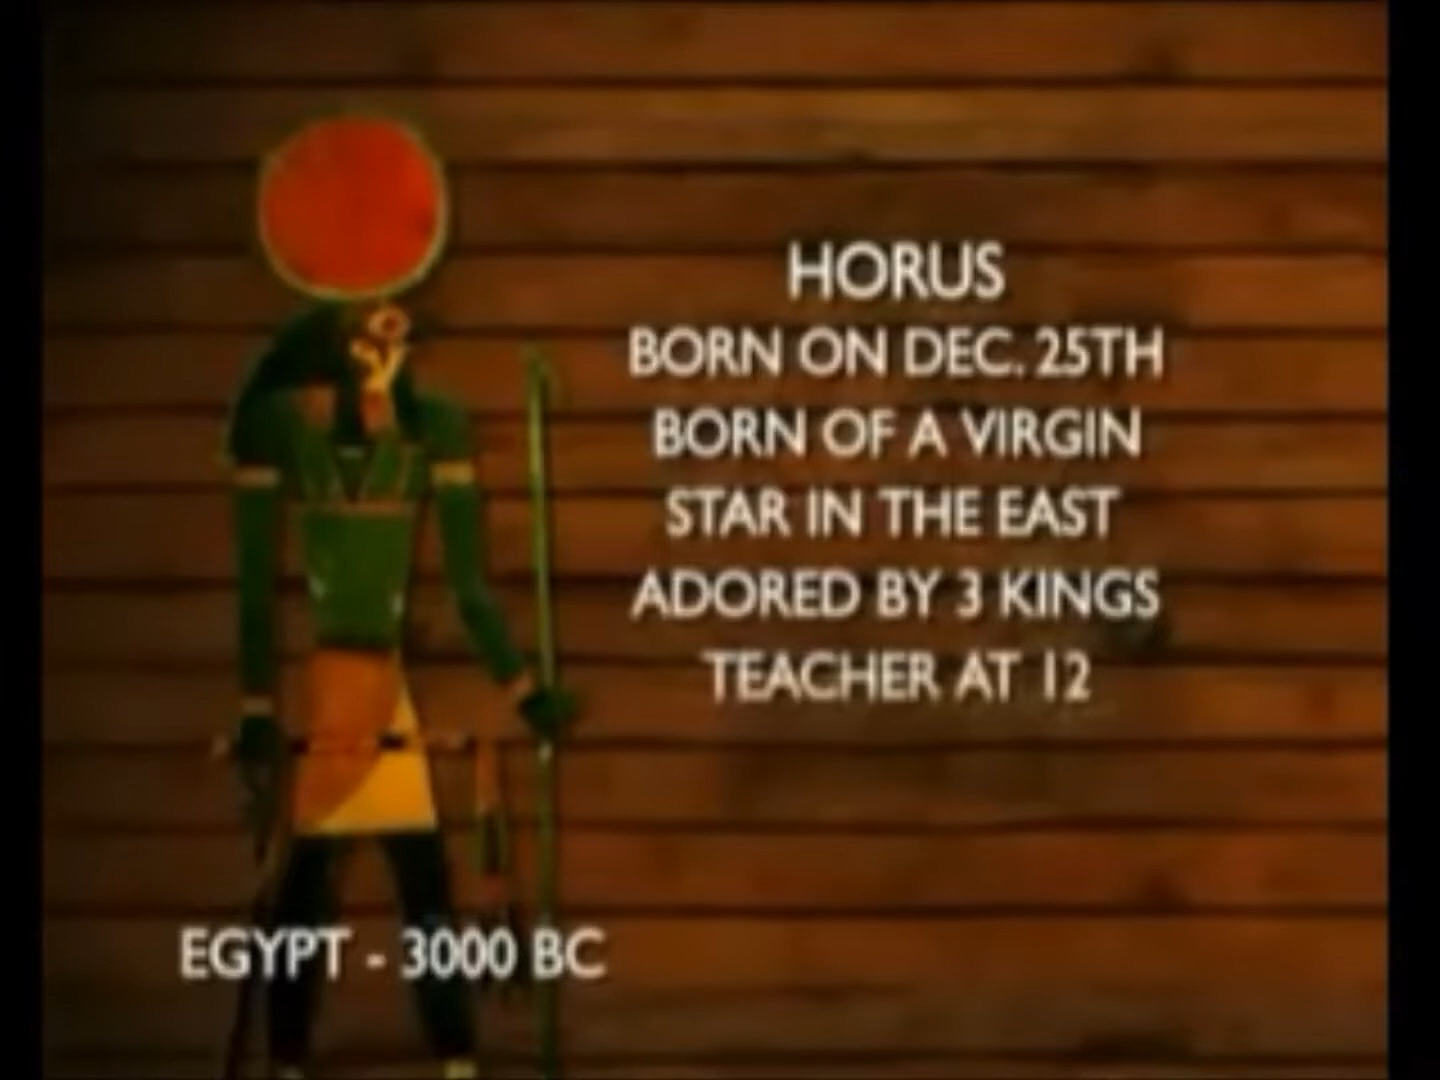 HORUS
BORN ON DEC. 25TH
BORN OF A VIRGIN
STAR IN THE EAST
ADORED BY 3 KINGS
TEACHER AT 12
EGYPT - 3000 BC